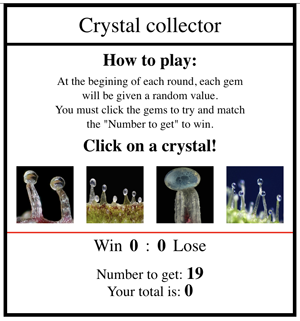 Crystal collector
How to play:
At the begining of each round, each gem
will be given a random value.
You must click the gems to try and match
the "Number to get" to win.
Click on a crystal!
Win 0 : 0 Lose
Number to get: 19
Your total is: 0